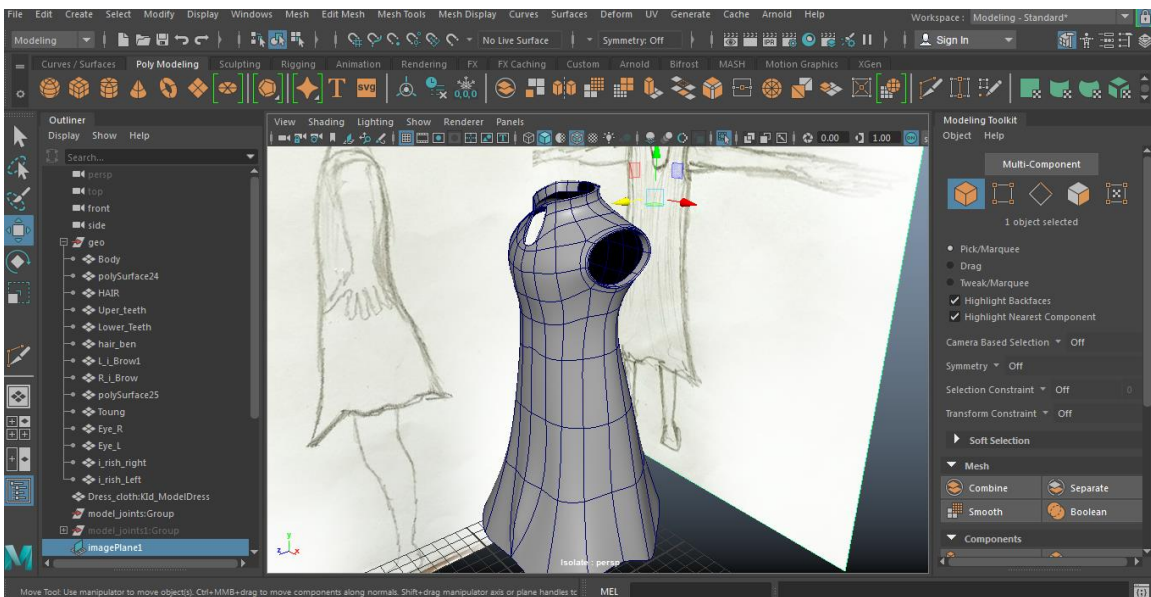 File Edit Create Select Modify Display Windows Mesh Edit Mesh Mesh Tools Mesh Display Curves Surfaces Deform UV Generate Cache Arnold Help Workspace: Modeling - Standard*
Modeling No Live Surface Symmetry: Off Sign In
Curves / Surfaces Poly Modeling Sculpting Rigging Animation Rendering FX FX Caching Custom Arnold Bifrost MASH Motion Graphics XGen
T svg 0,0,0
Outliner
Display Show Help
Search...
persp
top
front
side
geo
Body
polySurface24
HAIR
Uper_teeth
Lower_Teeth
hair_ben
L_i_Brow1
R_i_Brow
polySurface25
Toung
Eye_R
Eye_L
i_rish_right
i_rish_Left
Dress_cloth:KId_ModelDress
model_joints:Group
model_joints1:Group
imagePlane1
View Shading Lighting Show Renderer Panels
0.00 1.00
y
z x
Isolate : persp
Modeling Toolkit
Object Help
Multi-Component
1 object selected
Pick/Marquee
Drag
Tweak/Marquee
Highlight Backfaces
Highlight Nearest Component
Camera Based Selection Off
Symmetry Off
Selection Constraint Off 0
Transform Constraint Off
Soft Selection
Mesh
Combine Separate
Smooth Boolean
Components
M
Move Tool: Use manipulator to move object(s). Ctrl+MMB+drag to move components along normals. Shift+drag manipulator axis or plane handles to MEL